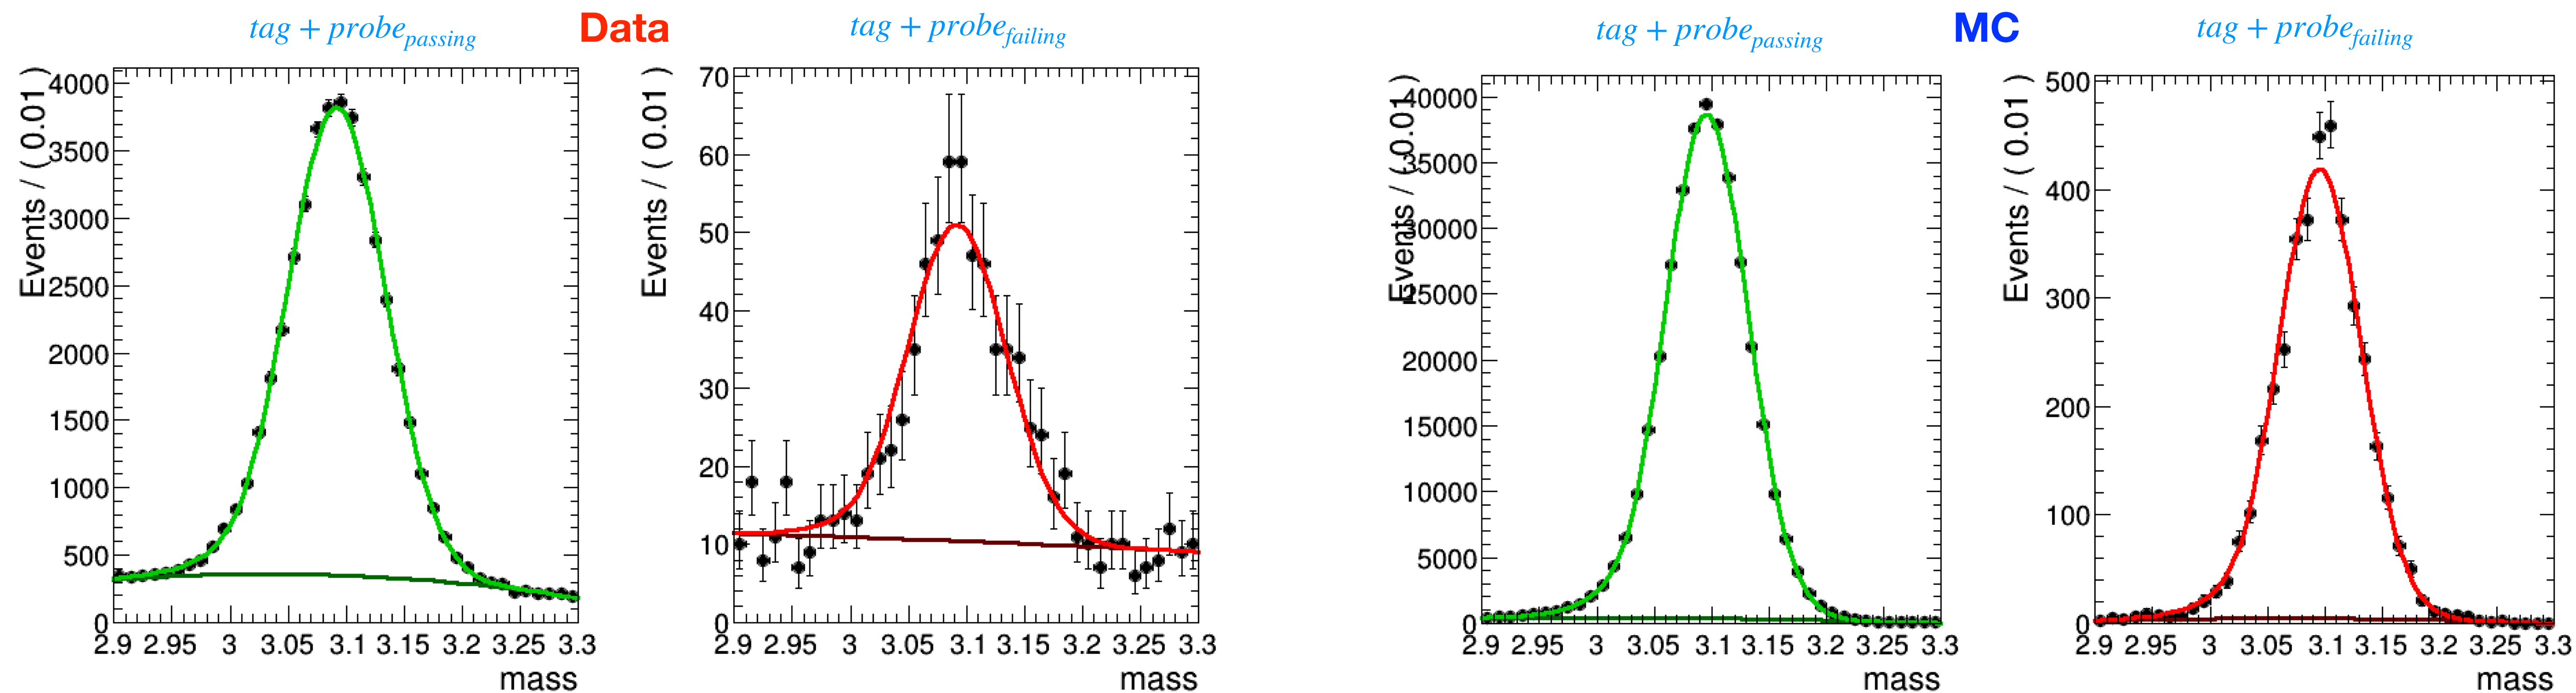 tag + probe_passing
Data
tag + probe_failing
tag + probe_passing
MC
tag + probe_failing
Events / ( 0.01 )
4000
3500
3000
2500
2000
1500
1000
500
0
2.9 2.95 3 3.05 3.1 3.15 3.2 3.25 3.3
mass
Events / ( 0.01 )
70
60
50
40
30
20
10
0
2.9 2.95 3 3.05 3.1 3.15 3.2 3.25 3.3
mass
Events / ( 0.01 )
40000
35000
30000
25000
20000
15000
10000
5000
0
2.9 2.95 3 3.05 3.1 3.15 3.2 3.25 3.3
mass
Events / ( 0.01 )
500
400
300
200
100
0
2.9 2.95 3 3.05 3.1 3.15 3.2 3.25 3.3
mass